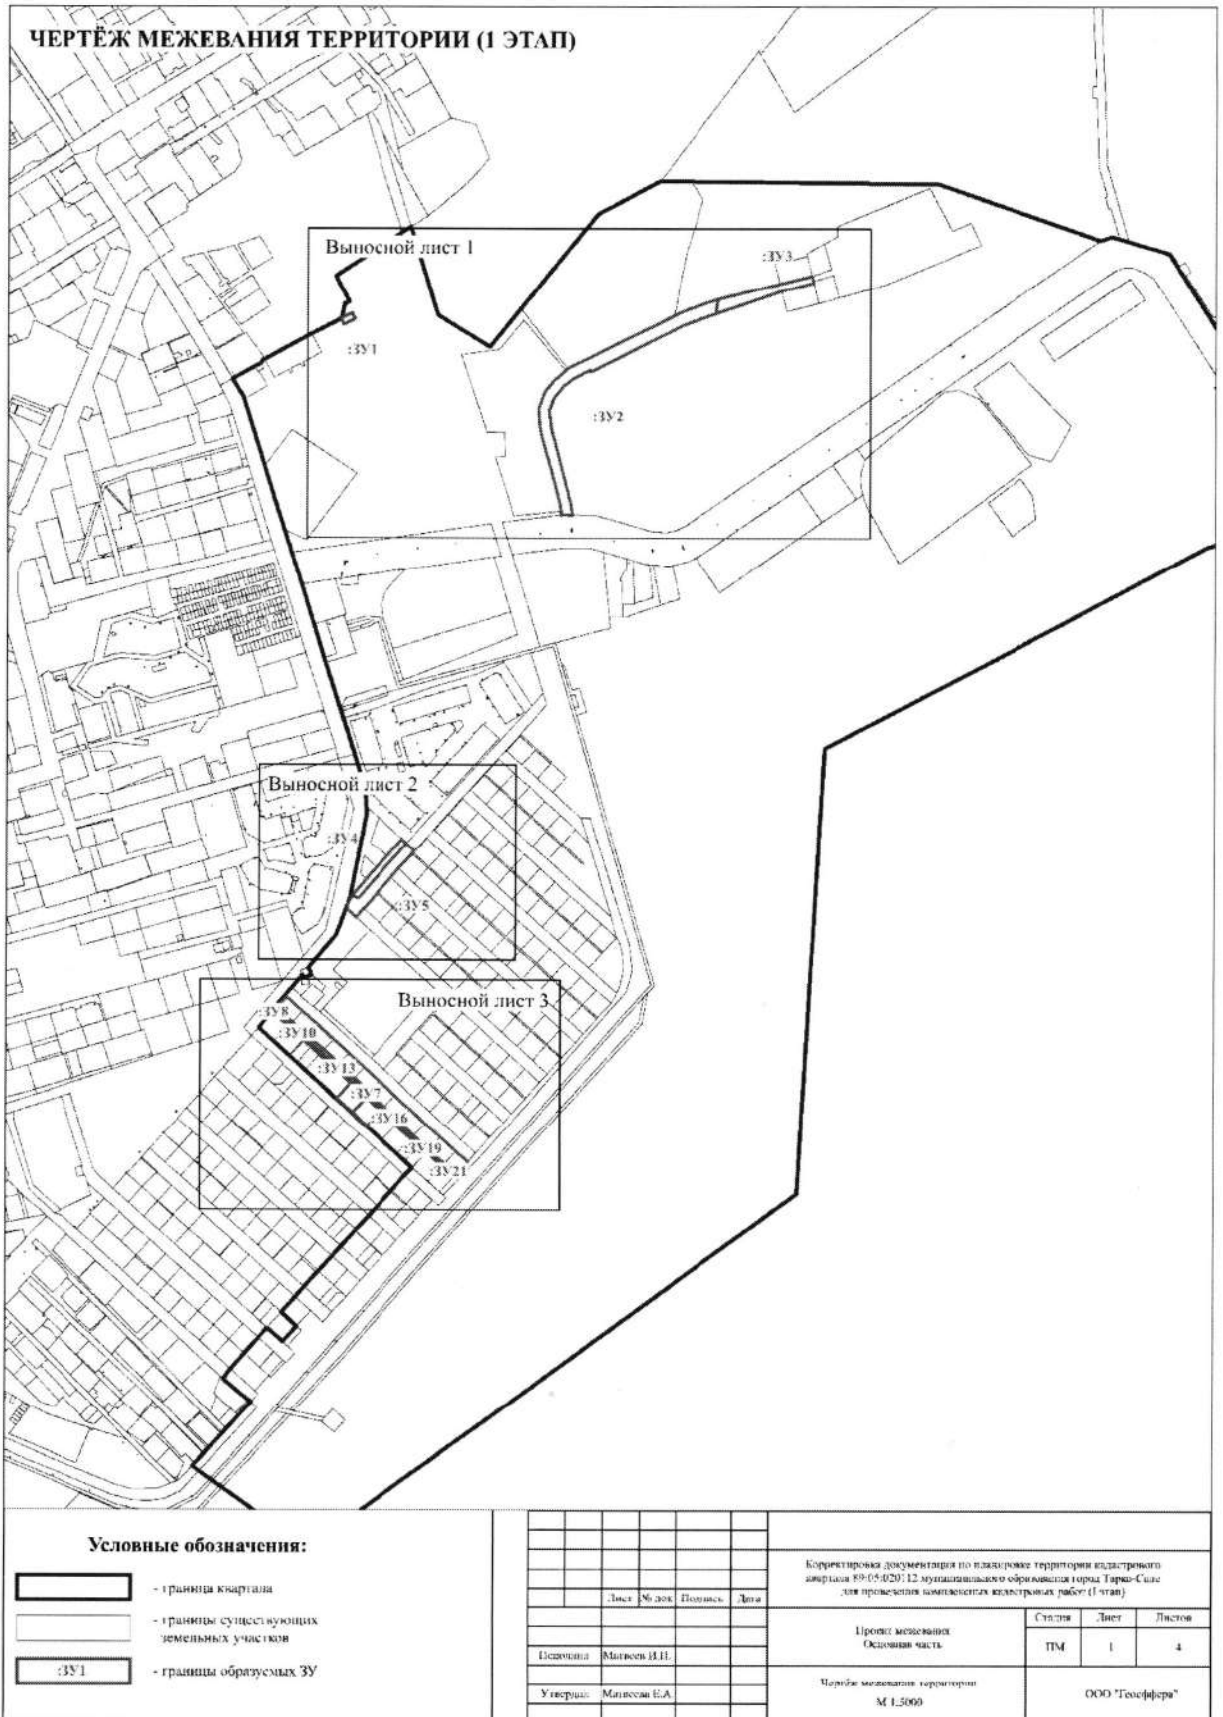 ЧЕРТЁЖ МЕЖЕВАНИЯ ТЕРРИТОРИИ (1 ЭТАП)
Выносной лист 1
:ЗУ3
:ЗУ1
:ЗУ2
Выносной лист 2
:ЗУ4
:ЗУ5
Выносной лист 3
:ЗУ8
:ЗУ10
:ЗУ13
:ЗУ7
:ЗУ16
:ЗУ19
:ЗУ21
Условные обозначения:
- граница квартала
- границы существующих
земельных участков
:ЗУ1
- границы образуемых ЗУ
Корректировка документации по планировке территории кадастрового
квартала 89:05:020112 муниципального образования город Тарко-Сале
для проведения комплексных кадастровых работ (1 этап)
Лист № док Подпись Дата
Проект межевания
Основная часть
Стадия Лист Листов
ПМ 1 4
Исполнил Матвеев И.П.
Утвердил Матвеева Е.А.
Чертёж межевания территории
М 1:5000
ООО "Геосффера"